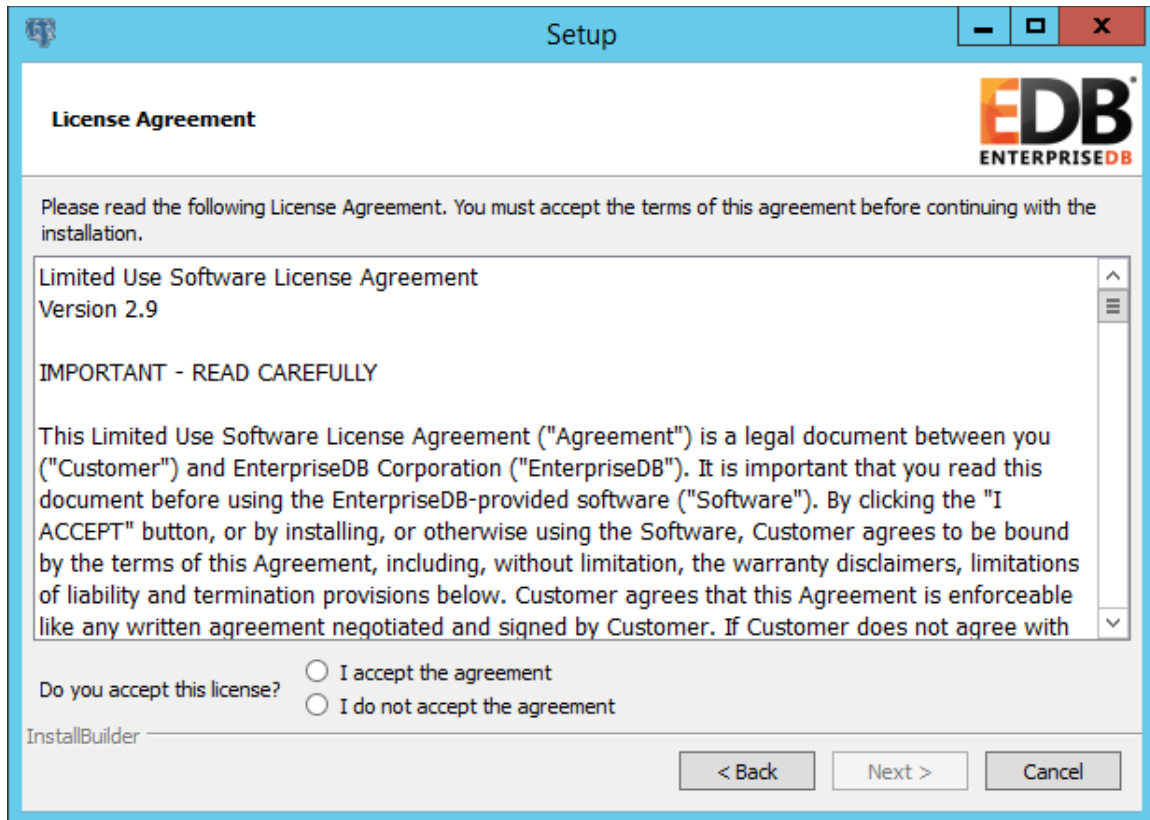 Setup
License Agreement
EDB
ENTERPRISEDB
Please read the following License Agreement. You must accept the terms of this agreement before continuing with the
installation.
Limited Use Software License Agreement
Version 2.9
IMPORTANT - READ CAREFULLY
This Limited Use Software License Agreement ("Agreement") is a legal document between you
("Customer") and EnterpriseDB Corporation ("EnterpriseDB"). It is important that you read this
document before using the EnterpriseDB-provided software ("Software"). By clicking the "I
ACCEPT" button, or by installing, or otherwise using the Software, Customer agrees to be bound
by the terms of this Agreement, including, without limitation, the warranty disclaimers, limitations
of liability and termination provisions below. Customer agrees that this Agreement is enforceable
like any written agreement negotiated and signed by Customer. If Customer does not agree with
Do you accept this license?
I accept the agreement
I do not accept the agreement
InstallBuilder
< Back Next > Cancel